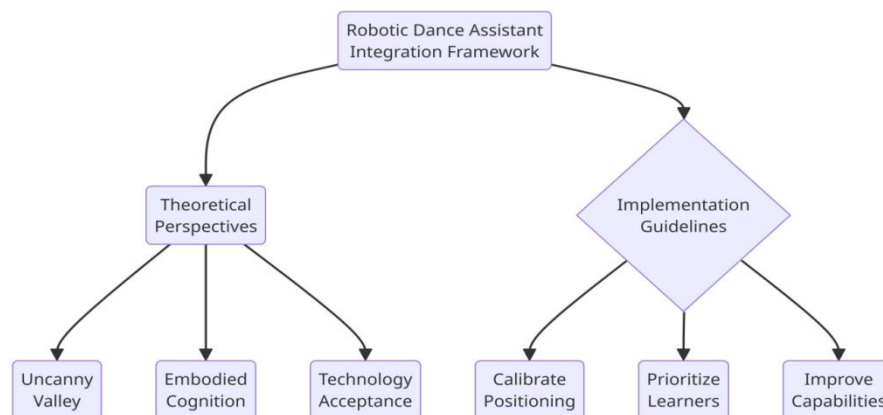 Robotic Dance Assistant
Integration Framework
Theoretical
Perspectives
Implementation
Guidelines
Uncanny
Valley
Embodied
Cognition
Technology
Acceptance
Calibrate
Positioning
Prioritize
Learners
Improve
Capabilities